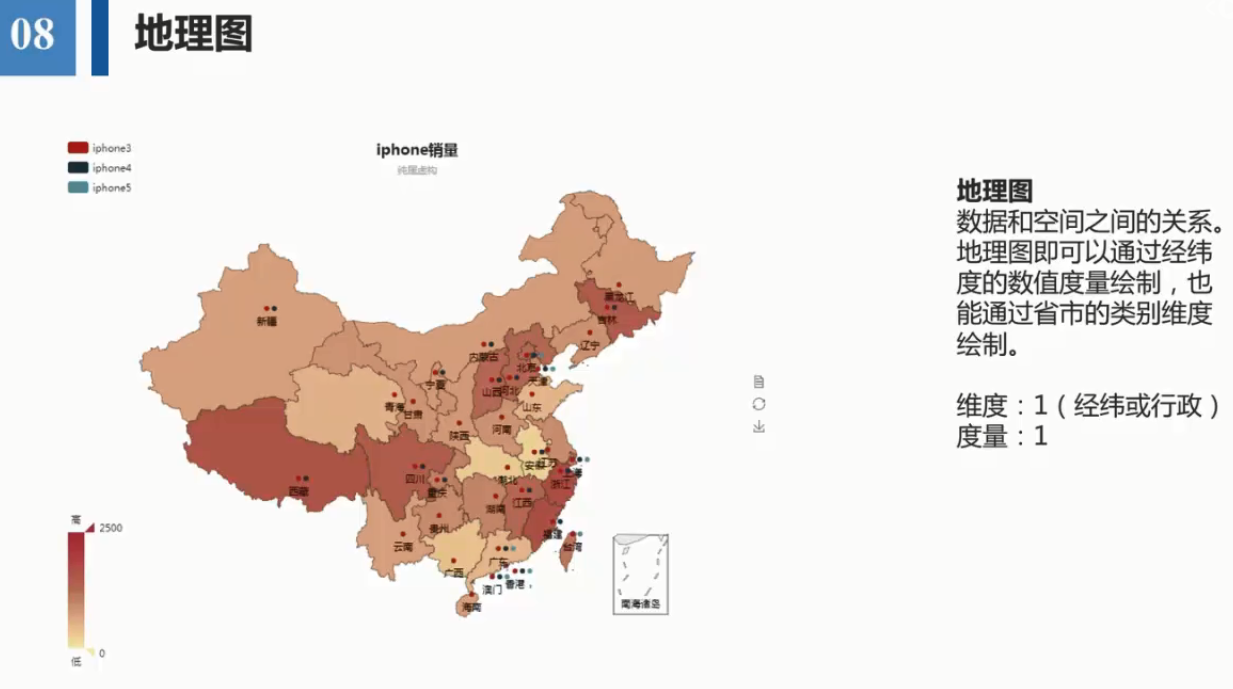 08
地理图
iphone3
iphone4
iphone5
iphone销量
纯属虚构
黑龙江
吉林
新疆
辽宁
内蒙古
北京
天津
宁夏
山西
河北
青海
甘肃
山东
陕西
河南
安徽
江苏
上海
四川
湖北
浙江
西藏
重庆
湖南
江西
贵州
福建
云南
台湾
广西
广东
澳门
香港
海南
南海诸岛
高
2500
0
低
地理图
数据和空间之间的关系。
地理图即可以通过经纬
度的数值度量绘制，也
能通过省市的类别维度
绘制。
维度：1（经纬或行政）
度量：1